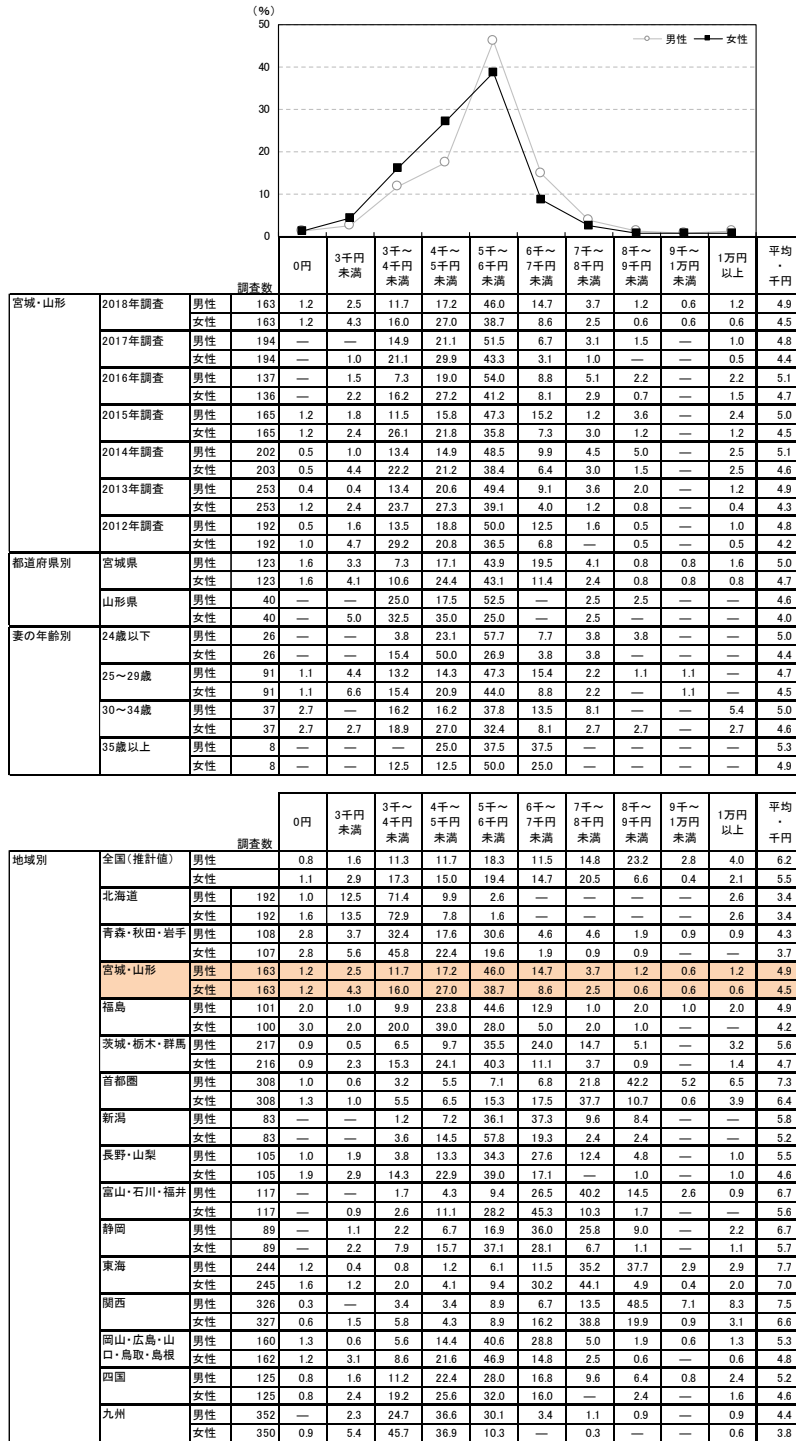 (％)
50
40
30
20
10
0
男性 女性
調査数 0円 3千円未満 3千～4千円未満 4千～5千円未満 5千～6千円未満 6千～7千円未満 7千～8千円未満 8千～9千円未満 9千～1万円未満 1万円以上 平均・千円
宮城・山形 2018年調査 男性 163 1.2 2.5 11.7 17.2 46.0 14.7 3.7 1.2 0.6 1.2 4.9
女性 163 1.2 4.3 16.0 27.0 38.7 8.6 2.5 0.6 0.6 0.6 4.5
2017年調査 男性 194 — — 14.9 21.1 51.5 6.7 3.1 1.5 — 1.0 4.8
女性 194 — 1.0 21.1 29.9 43.3 3.1 1.0 — — 0.5 4.4
2016年調査 男性 137 — 1.5 7.3 19.0 54.0 8.8 5.1 2.2 — 2.2 5.1
女性 136 — 2.2 16.2 27.2 41.2 8.1 2.9 0.7 — 1.5 4.7
2015年調査 男性 165 1.2 1.8 11.5 15.8 47.3 15.2 1.2 3.6 — 2.4 5.0
女性 165 1.2 2.4 26.1 21.8 35.8 7.3 3.0 1.2 — 1.2 4.5
2014年調査 男性 202 0.5 1.0 13.4 14.9 48.5 9.9 4.5 5.0 — 2.5 5.1
女性 203 0.5 4.4 22.2 21.2 38.4 6.4 3.0 1.5 — 2.5 4.6
2013年調査 男性 253 0.4 0.4 13.4 20.6 49.4 9.1 3.6 2.0 — 1.2 4.9
女性 253 1.2 2.4 23.7 27.3 39.1 4.0 1.2 0.8 — 0.4 4.3
2012年調査 男性 192 0.5 1.6 13.5 18.8 50.0 12.5 1.6 0.5 — 1.0 4.8
女性 192 1.0 4.7 29.2 20.8 36.5 6.8 — 0.5 — 0.5 4.2
都道府県別 宮城県 男性 123 1.6 3.3 7.3 17.1 43.9 19.5 4.1 0.8 0.8 1.6 5.0
女性 123 1.6 4.1 10.6 24.4 43.1 11.4 2.4 0.8 0.8 0.8 4.7
山形県 男性 40 — — 25.0 17.5 52.5 — 2.5 2.5 — — 4.6
女性 40 — 5.0 32.5 35.0 25.0 — 2.5 — — — 4.0
妻の年齢別 24歳以下 男性 26 — — 3.8 23.1 57.7 7.7 3.8 3.8 — — 5.0
女性 26 — — 15.4 50.0 26.9 3.8 3.8 — — — 4.4
25～29歳 男性 91 1.1 4.4 13.2 14.3 47.3 15.4 2.2 1.1 1.1 — 4.7
女性 91 1.1 6.6 15.4 20.9 44.0 8.8 2.2 — 1.1 — 4.5
30～34歳 男性 37 2.7 — 16.2 16.2 37.8 13.5 8.1 — — 5.4 5.0
女性 37 2.7 2.7 18.9 27.0 32.4 8.1 2.7 2.7 — 2.7 4.6
35歳以上 男性 8 — — — 25.0 37.5 37.5 — — — — 5.3
女性 8 — — 12.5 12.5 50.0 25.0 — — — — 4.9
調査数 0円 3千円未満 3千～4千円未満 4千～5千円未満 5千～6千円未満 6千～7千円未満 7千～8千円未満 8千～9千円未満 9千～1万円未満 1万円以上 平均・千円
地域別 全国(推計値) 男性 0.8 1.6 11.3 11.7 18.3 11.5 14.8 23.2 2.8 4.0 6.2
女性 1.1 2.9 17.3 15.0 19.4 14.7 20.5 6.6 0.4 2.1 5.5
北海道 男性 192 1.0 12.5 71.4 9.9 2.6 — — — — 2.6 3.4
女性 192 1.6 13.5 72.9 7.8 1.6 — — — — 2.6 3.4
青森・秋田・岩手 男性 108 2.8 3.7 32.4 17.6 30.6 4.6 4.6 1.9 0.9 0.9 4.3
女性 107 2.8 5.6 45.8 22.4 19.6 1.9 0.9 0.9 — — 3.7
宮城・山形 男性 163 1.2 2.5 11.7 17.2 46.0 14.7 3.7 1.2 0.6 1.2 4.9
女性 163 1.2 4.3 16.0 27.0 38.7 8.6 2.5 0.6 0.6 0.6 4.5
福島 男性 101 2.0 1.0 9.9 23.8 44.6 12.9 1.0 2.0 1.0 2.0 4.9
女性 100 3.0 2.0 20.0 39.0 28.0 5.0 2.0 1.0 — — 4.2
茨城・栃木・群馬 男性 217 0.9 0.5 6.5 9.7 35.5 24.0 14.7 5.1 — 3.2 5.6
女性 216 0.9 2.3 15.3 24.1 40.3 11.1 3.7 0.9 — 1.4 4.7
首都圏 男性 308 1.0 0.6 3.2 5.5 7.1 6.8 21.8 42.2 5.2 6.5 7.3
女性 308 1.3 1.0 5.5 6.5 15.3 17.5 37.7 10.7 0.6 3.9 6.4
新潟 男性 83 — — 1.2 7.2 36.1 37.3 9.6 8.4 — — 5.8
女性 83 — — 3.6 14.5 57.8 19.3 2.4 2.4 — — 5.2
長野・山梨 男性 105 1.0 1.9 3.8 13.3 34.3 27.6 12.4 4.8 — 1.0 5.5
女性 105 1.9 2.9 14.3 22.9 39.0 17.1 — 1.0 — 1.0 4.6
富山・石川・福井 男性 117 — — 1.7 4.3 9.4 26.5 40.2 14.5 2.6 0.9 6.7
女性 117 — 0.9 2.6 11.1 28.2 45.3 10.3 1.7 — — 5.6
静岡 男性 89 — 1.1 2.2 6.7 16.9 36.0 25.8 9.0 — 2.2 6.7
女性 89 — 2.2 7.9 15.7 37.1 28.1 6.7 1.1 — 1.1 5.7
東海 男性 244 1.2 0.4 0.8 1.2 6.1 11.5 35.2 37.7 2.9 2.9 7.7
女性 245 1.6 1.2 2.0 4.1 9.4 30.2 44.1 4.9 0.4 2.0 7.0
関西 男性 326 0.3 — 3.4 3.4 8.9 6.7 13.5 48.5 7.1 8.3 7.5
女性 327 0.6 1.5 5.8 4.3 8.9 16.2 38.8 19.9 0.9 3.1 6.6
岡山・広島・山口・鳥取・島根 男性 160 1.3 0.6 5.6 14.4 40.6 28.8 5.0 1.9 0.6 1.3 5.3
女性 162 1.2 3.1 8.6 21.6 46.9 14.8 2.5 0.6 — 0.6 4.8
四国 男性 125 0.8 1.6 11.2 22.4 28.0 16.8 9.6 6.4 0.8 2.4 5.2
女性 125 0.8 2.4 19.2 25.6 32.0 16.0 — 2.4 — 1.6 4.6
九州 男性 352 — 2.3 24.7 36.6 30.1 3.4 1.1 0.9 — 0.9 4.4
女性 350 0.9 5.4 45.7 36.9 10.3 — 0.3 — — 0.6 3.8